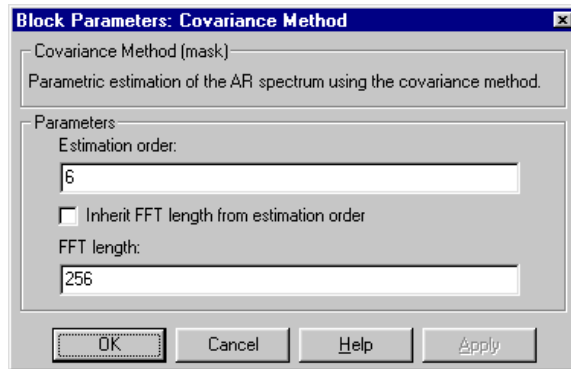 Block Parameters: Covariance Method
Covariance Method (mask)
Parametric estimation of the AR spectrum using the covariance method.
Parameters
Estimation order:
6
Inherit FFT length from estimation order
FFT length:
256
OK
Cancel
Help
Apply